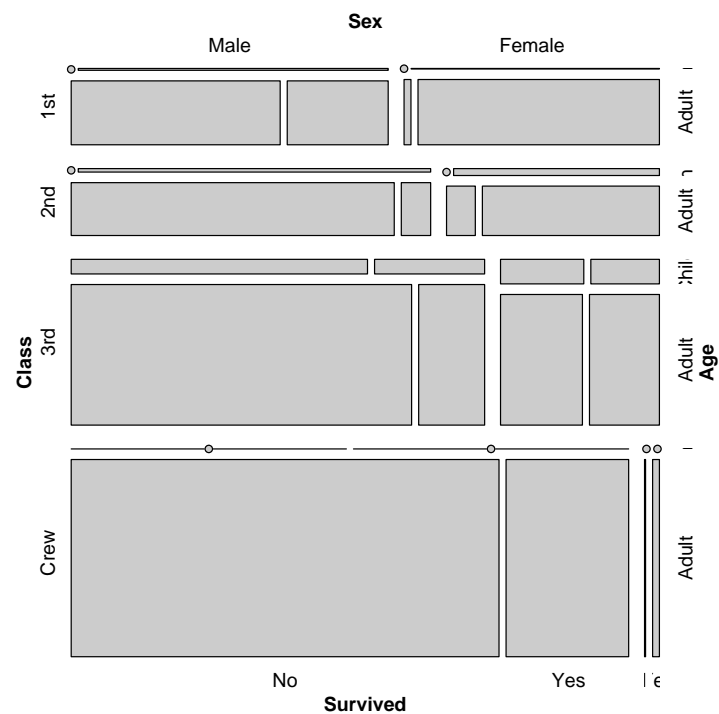 Sex
Male Female
1st
Adult
2nd
Adult
Class
3rd
Adult
Age
Crew
Adult
No Yes
Survived